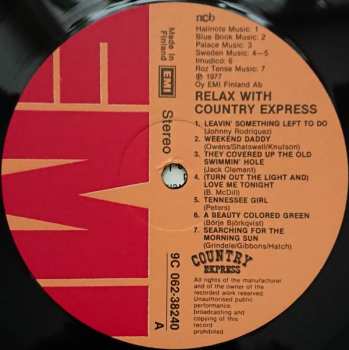 ncb
Hallnote Music: 1
Blue Book Music: 2
Palace Music: 3
Sweden Music: 4–5
Imudico: 6
Roz Tense Music: 7
℗ 1977
Oy EMI Finland Ab
RELAX WITH
COUNTRY EXPRESS
1. LEAVIN' SOMETHING LEFT TO DO
(Johnny Rodriguez)
2. WEEKEND DADDY
(Owens/Shatswell/Knutson)
3. THEY COVERED UP THE OLD
SWIMMIN' HOLE
(Jack Clement)
4. (TURN OUT THE LIGHT AND)
LOVE ME TONIGHT
(B. McDill)
5. TENNESSEE GIRL
(Peters)
6. A BEAUTY COLORED GREEN
(Börje Björkqvist)
7. SEARCHING FOR THE
MORNING SUN
(Grindele/Gibbons/Hatch)
COUNTRY
EXPRESS
All rights of the manufacturer
and of the owner of the
recorded work reserved
Unauthorised public
performance,
broadcasting and
copying of this
record
prohibited
Made in
Finland
EMI
Stereo
9C 062-38240
A
EMI